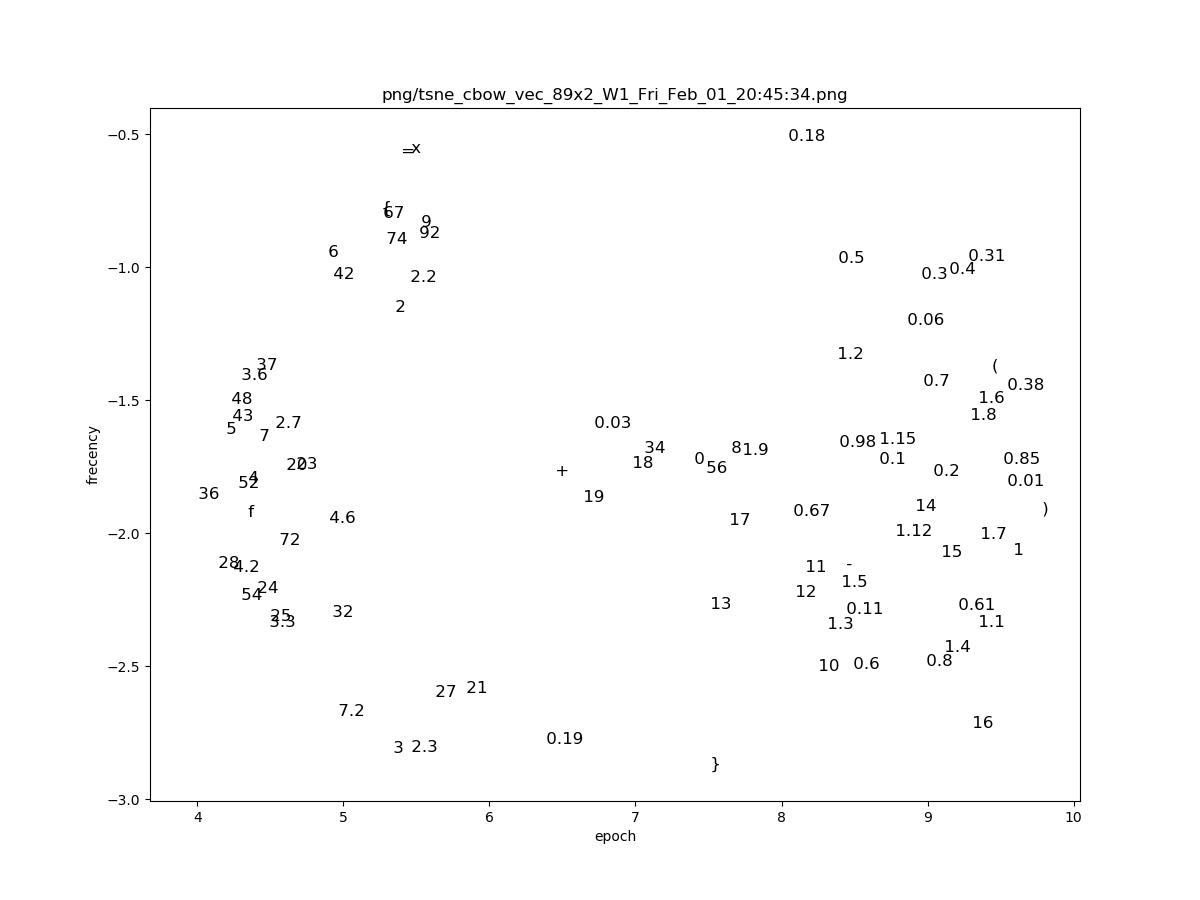 png/tsne_cbow_vec_89x2_W1_Fri_Feb_01_20:45:34.png
−0.5
0.18
= x
{ 67 9
92
74
6
0.5 0.31
−1.0
42 2.2 0.3 0.4
2
0.06
1.2
37
3.6 0.7 ( 0.38
48 1.6
−1.5
43 1.8
5 2.7 0.03
7 34 8 1.9 0.98 1.15
20 23 18 0 56 0.1 0.85
4 + 0.2
52 0.01
36 19
f 4.6 17 0.67 14 )
−2.0
72 1.12 1.7
15 1
28 4.2 11 -
54 24 12 1.5
25 32 13 0.11 0.61
3.3 1.3 1.1
1.4
−2.5
10 0.6 0.8
27 21
7.2 16
3 2.3 0.19
}
−3.0
4 5 6 7 8 9 10
epoch
frecency